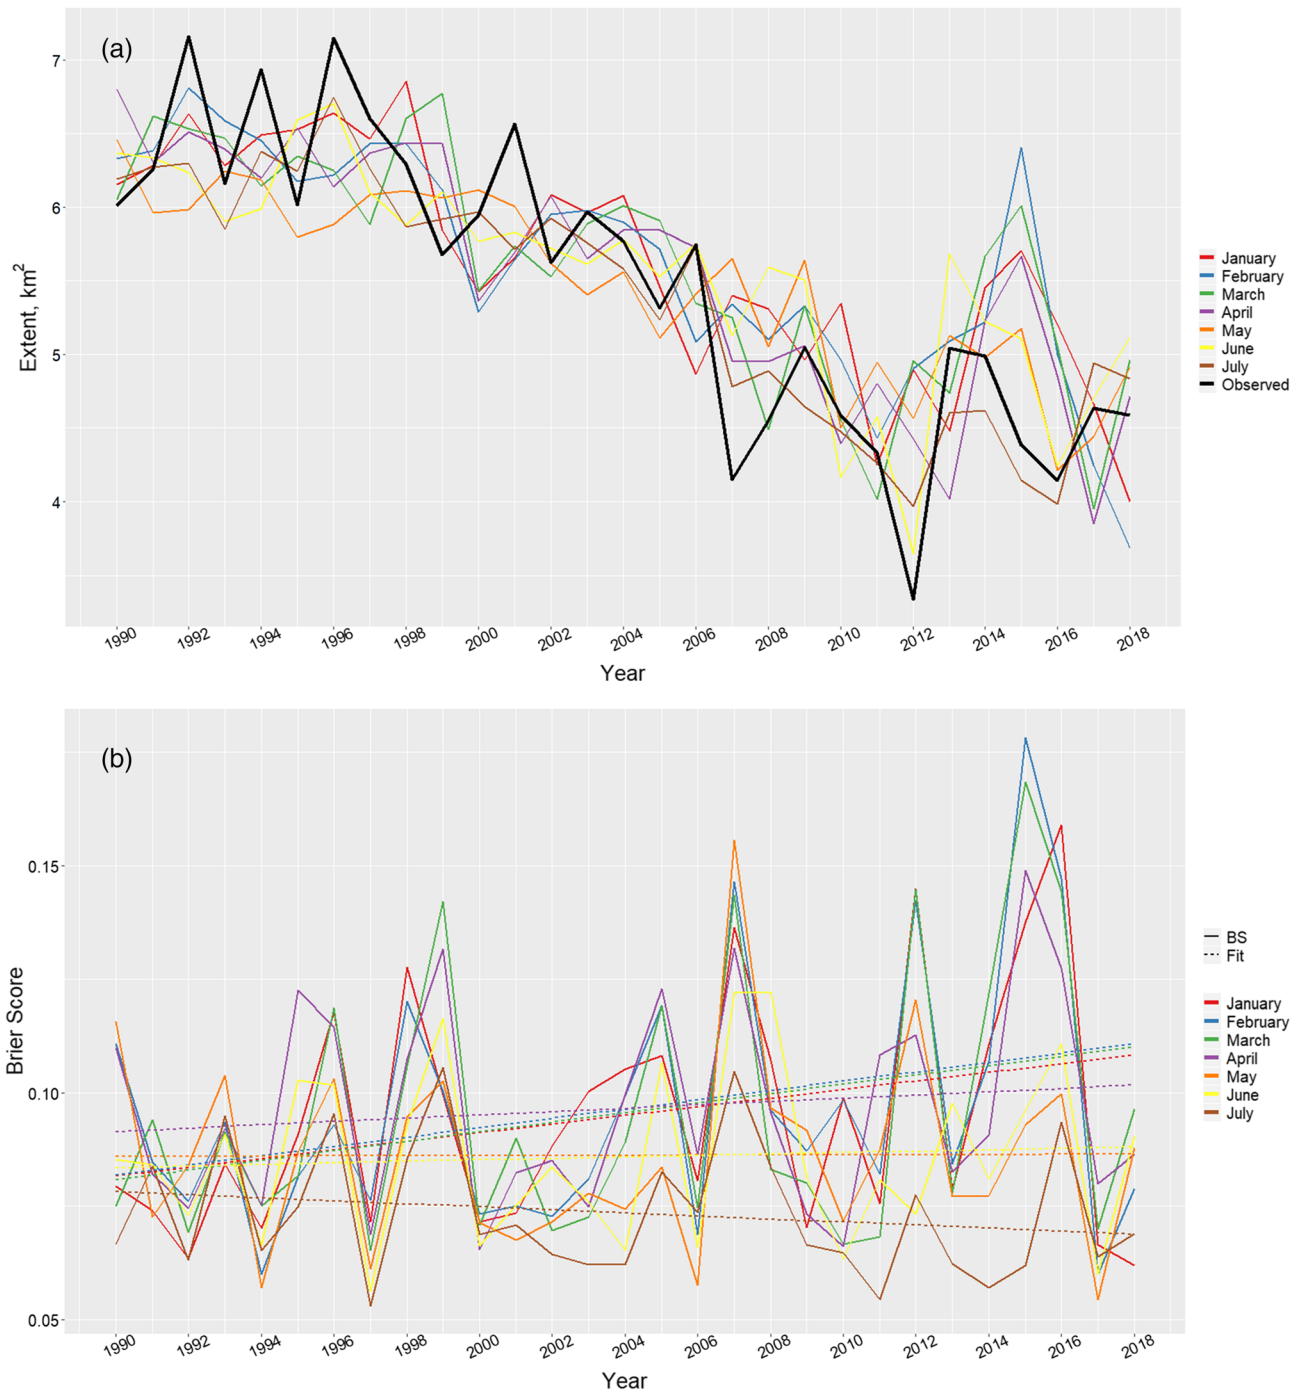 (a)
7
6
5
4
Extent, km²
1990 1992 1994 1996 1998 2000 2002 2004 2006 2008 2010 2012 2014 2016 2018
Year
January
February
March
April
May
June
July
Observed
(b)
0.15
0.10
0.05
Brier Score
1990 1992 1994 1996 1998 2000 2002 2004 2006 2008 2010 2012 2014 2016 2018
Year
BS
Fit
January
February
March
April
May
June
July